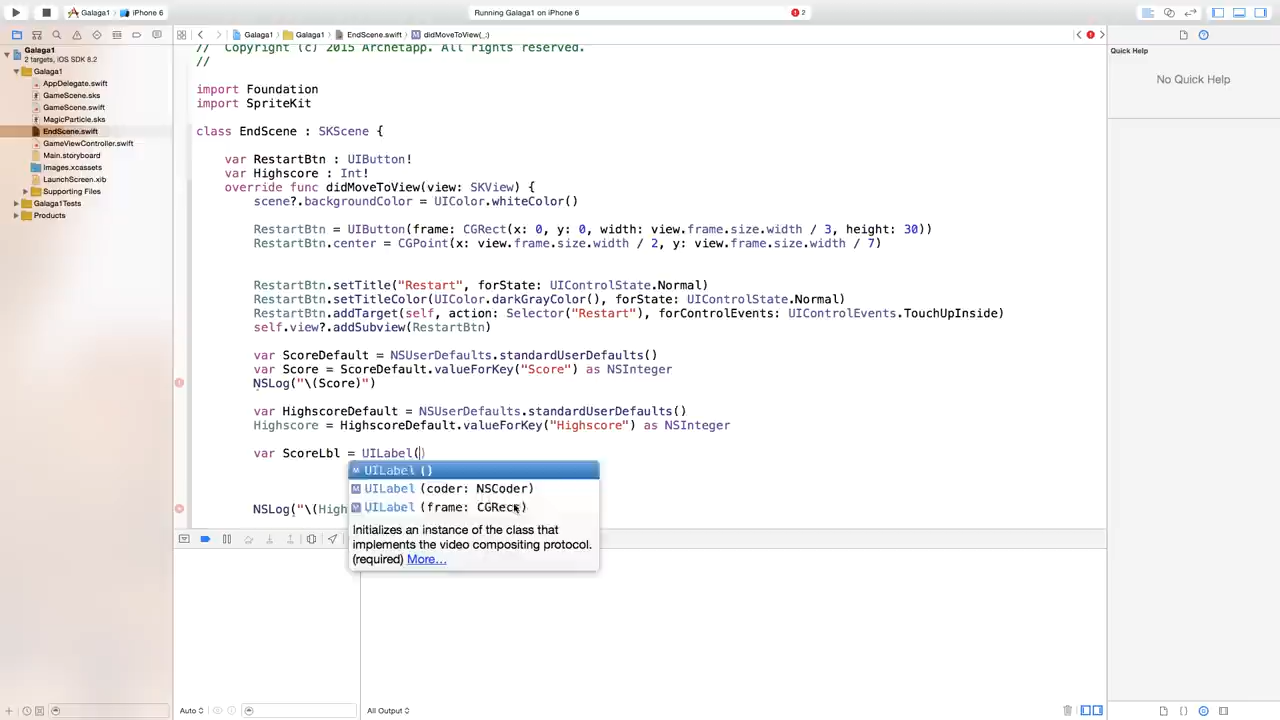 Galaga1
iPhone 6
Running Galaga1 on iPhone 6
2
Galaga1
Galaga1
EndScene.swift
didMoveToView(_:)
Quick Help
No Quick Help
Galaga1
2 targets, iOS SDK 8.2
Galaga1
AppDelegate.swift
GameScene.sks
GameScene.swift
MagicParticle.sks
EndScene.swift
GameViewController.swift
Main.storyboard
Images.xcassets
LaunchScreen.xib
Supporting Files
Galaga1Tests
Products
// Copyright (c) 2015 Archetapp. All rights reserved.
//
import Foundation
import SpriteKit
class EndScene : SKScene {
var RestartBtn : UIButton!
var Highscore : Int!
override func didMoveToView(view: SKView) {
scene?.backgroundColor = UIColor.whiteColor()
RestartBtn = UIButton(frame: CGRect(x: 0, y: 0, width: view.frame.size.width / 3, height: 30))
RestartBtn.center = CGPoint(x: view.frame.size.width / 2, y: view.frame.size.width / 7)
RestartBtn.setTitle("Restart", forState: UIControlState.Normal)
RestartBtn.setTitleColor(UIColor.darkGrayColor(), forState: UIControlState.Normal)
RestartBtn.addTarget(self, action: Selector("Restart"), forControlEvents: UIControlEvents.TouchUpInside)
self.view?.addSubview(RestartBtn)
var ScoreDefault = NSUserDefaults.standardUserDefaults()
var Score = ScoreDefault.valueForKey("Score") as NSInteger
NSLog("\(Score)")
var HighscoreDefault = NSUserDefaults.standardUserDefaults()
Highscore = HighscoreDefault.valueForKey("Highscore") as NSInteger
var ScoreLbl = UILabel()
M UILabel ()
M UILabel (coder: NSCoder)
M UILabel (frame: CGRect)
NSLog("\(High
Initializes an instance of the class that
implements the video compositing protocol.
(required) More...
Auto
All Output